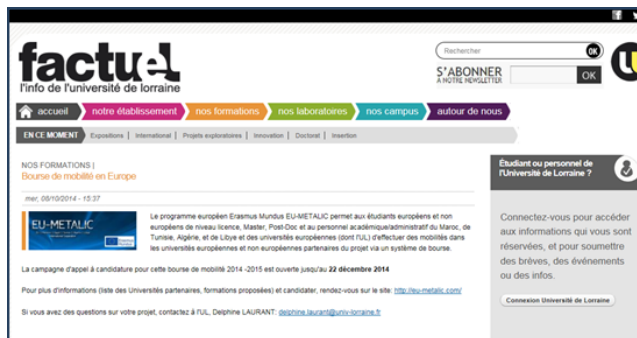 factuel
l'info de l'université de lorraine
Rechercher OK
S'ABONNER
A NOTRE NEWSLETTER OK
accueil notre établissement nos formations nos laboratoires nos campus autour de nous
EN CE MOMENT Expositions | International | Projets exploratoires | Innovation | Doctorat | Insertion
NOS FORMATIONS |
Bourse de mobilité en Europe
mer, 08/10/2014 - 15:37
EU-METALIC
Le programme européen Erasmus Mundus EU-METALIC permet aux étudiants européens et non
européens de niveau licence, Master, Post-Doc et au personnel académique/administratif du Maroc, de
Tunisie, Algérie, et de Libye et des universités européennes (dont l'UL) d'effectuer des mobilités dans
les universités européennes et non européennes partenaires du projet via un système de bourse.
La campagne d'appel à candidature pour cette bourse de mobilité 2014 -2015 est ouverte jusqu'au 22 décembre 2014
Pour plus d'informations (liste des Universités partenaires, formations proposées) et candidater, rendez-vous sur le site: http://eu-metalic.com/
Si vous avez des questions sur votre projet, contactez à l'UL, Delphine LAURANT: delphine.laurant@univ-lorraine.fr
Étudiant ou personnel de
l'Université de Lorraine ?
Connectez-vous pour accéder
aux informations qui vous sont
réservées, et pour soumettre
des brèves, des événements
ou des infos.
Connexion Université de Lorraine